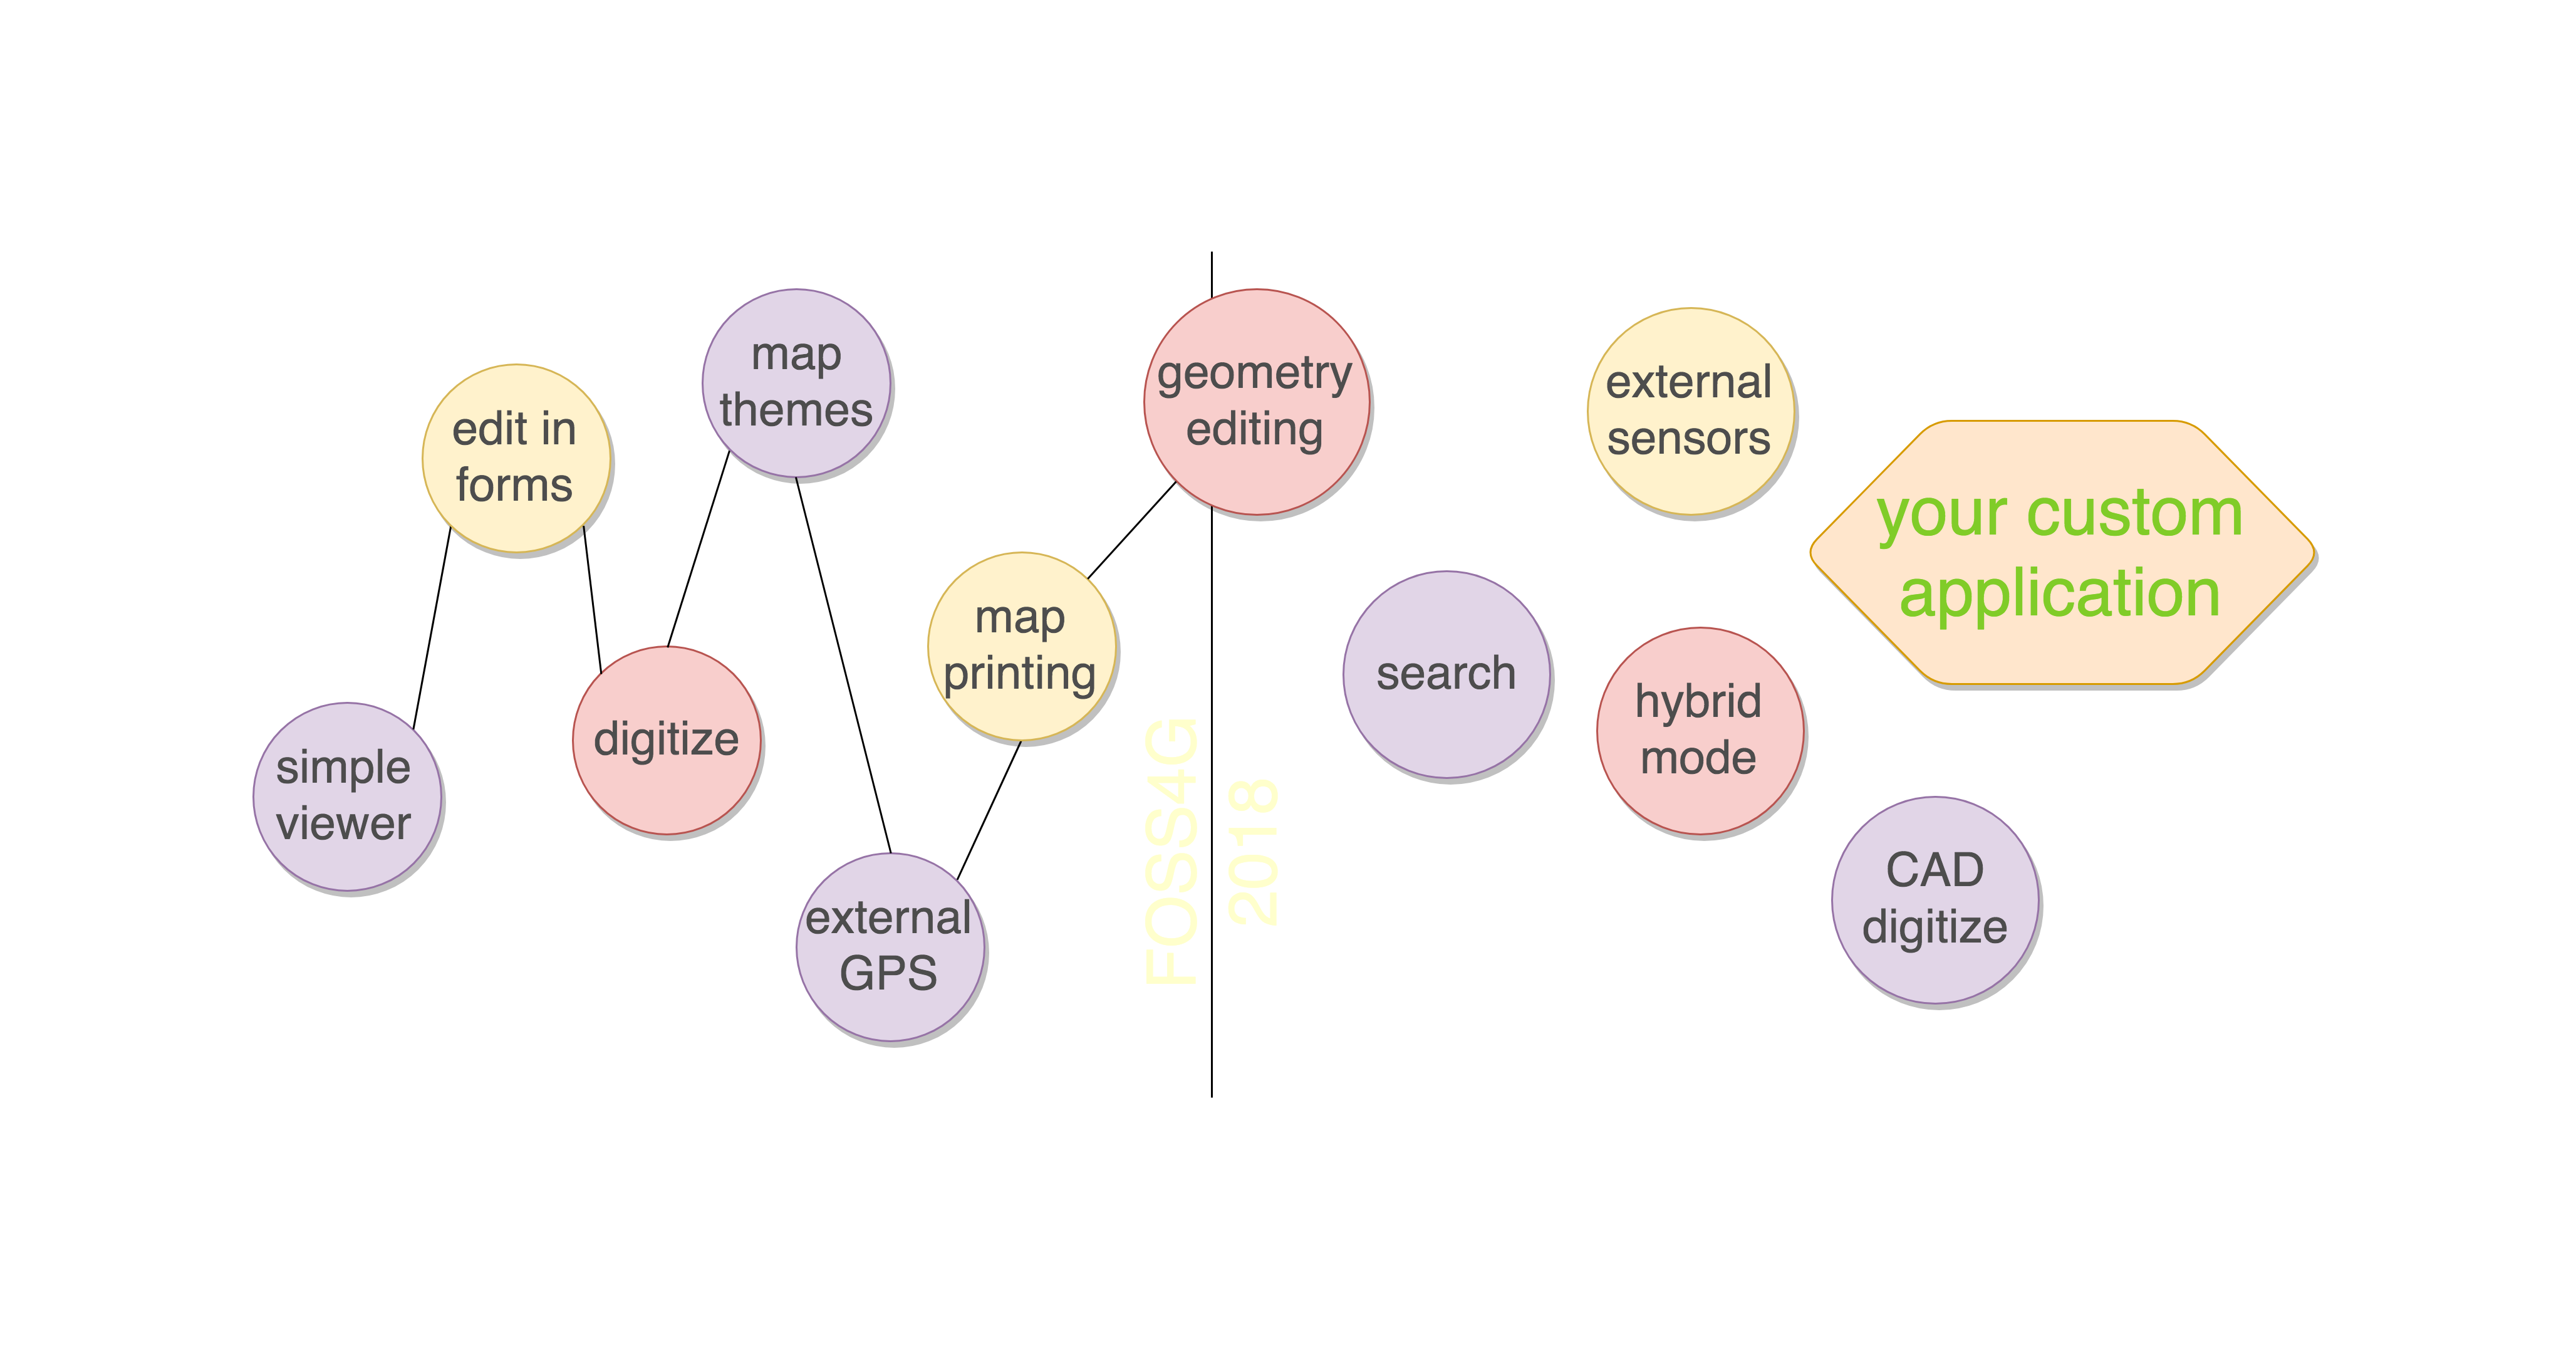 simple
viewer
edit in
forms
digitize
map
themes
external
GPS
map
printing
geometry
editing
FOSS4G
2018
search
external
sensors
hybrid
mode
your custom
application
CAD
digitize